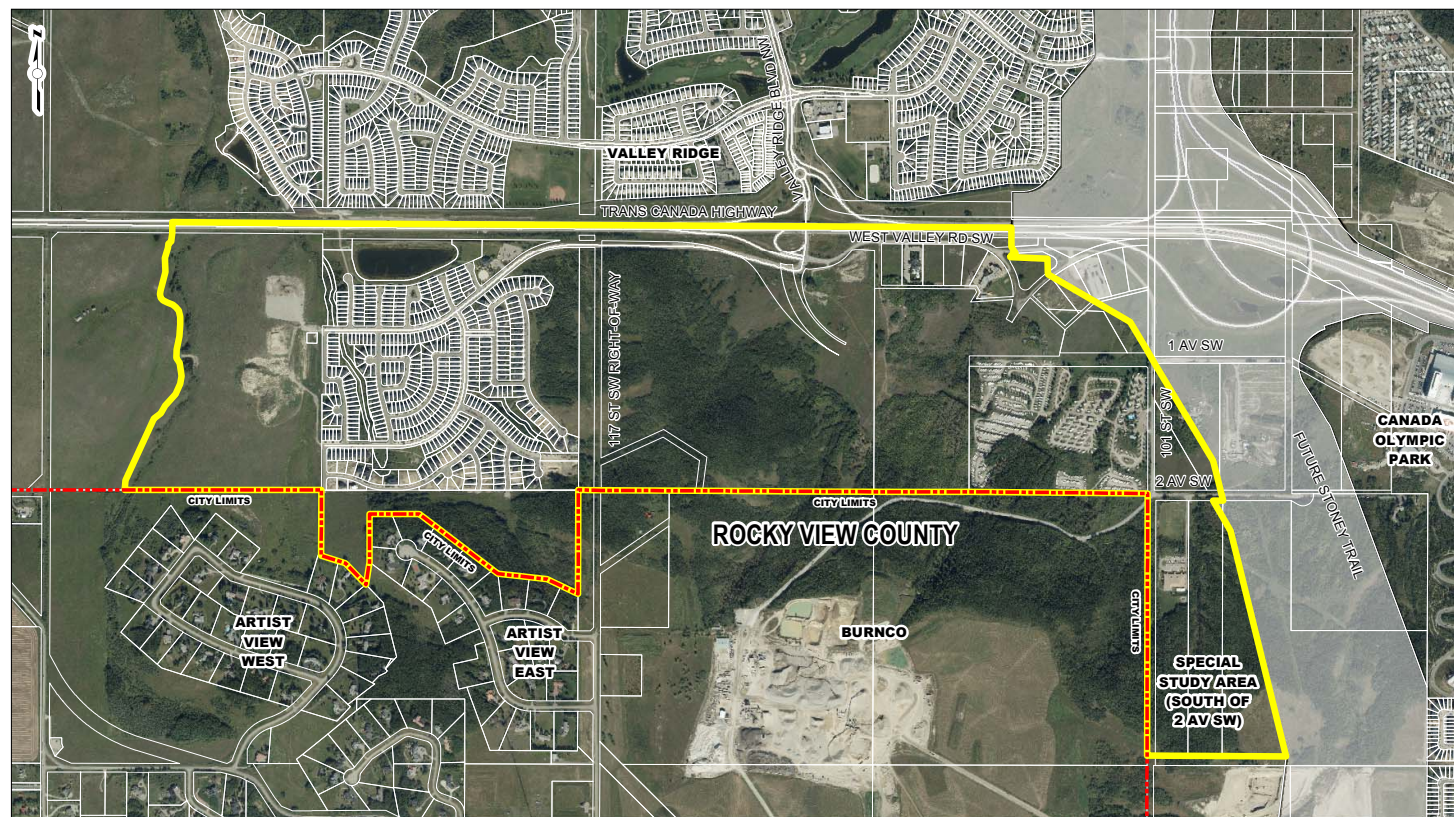 N
VALLEY RIDGE BLVD NW
VALLEY RIDGE
TRANS CANADA HIGHWAY
WEST VALLEY RD SW
117 ST SW RIGHT-OF-WAY
1 AV SW
101 ST SW
CANADA
OLYMPIC
PARK
2 AV SW
FUTURE STONEY TRAIL
CITY LIMITS
CITY LIMITS
CITY LIMITS
ROCKY VIEW COUNTY
CITY LIMITS
ARTIST
VIEW
WEST
ARTIST
VIEW
EAST
BURNCO
SPECIAL
STUDY AREA
(SOUTH OF
2 AV SW)